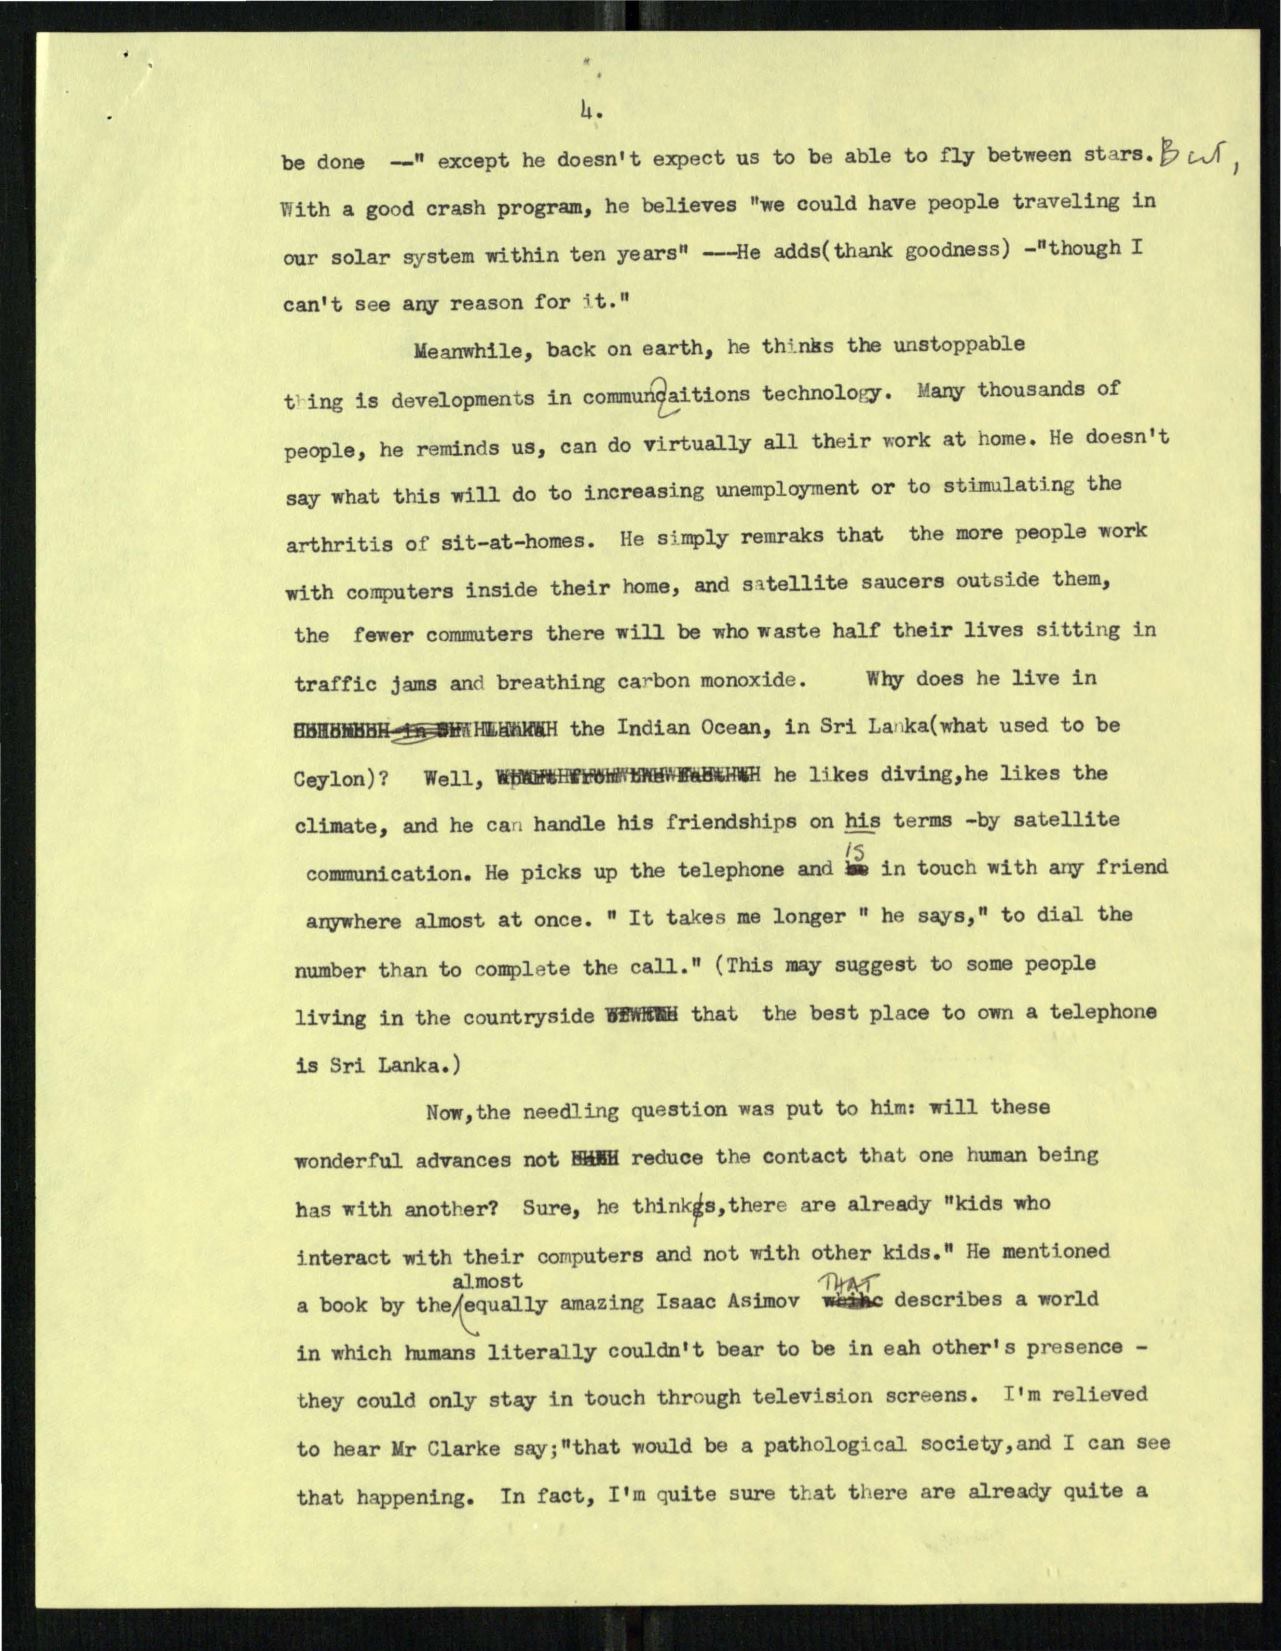 4.
be done --" except he doesn't expect us to be able to fly between stars. But,
With a good crash program, he believes "we could have people traveling in
our solar system within ten years" ---He adds(thank goodness) -"though I
can't see any reason for it."
Meanwhile, back on earth, he thinks the unstoppable
thing is developments in communcaitions technology. Many thousands of
people, he reminds us, can do virtually all their work at home. He doesn't
say what this will do to increasing unemployment or to stimulating the
arthritis of sit-at-homes. He simply remraks that the more people work
with computers inside their home, and satellite saucers outside them,
the fewer commuters there will be who waste half their lives sitting in
traffic jams and breathing carbon monoxide. Why does he live in
the Indian Ocean, in Sri Lanka(what used to be
Ceylon)? Well, he likes diving,he likes the
climate, and he can handle his friendships on his terms -by satellite
communication. He picks up the telephone and is in touch with any friend
anywhere almost at once. " It takes me longer " he says," to dial the
number than to complete the call." (This may suggest to some people
living in the countryside that the best place to own a telephone
is Sri Lanka.)
Now,the needling question was put to him: will these
wonderful advances not reduce the contact that one human being
has with another? Sure, he thinks,there are already "kids who
interact with their computers and not with other kids." He mentioned
almost
a book by the/equally amazing Isaac Asimov THAT describes a world
in which humans literally couldn't bear to be in eah other's presence -
they could only stay in touch through television screens. I'm relieved
to hear Mr Clarke say;"that would be a pathological society,and I can see
that happening. In fact, I'm quite sure that there are already quite a